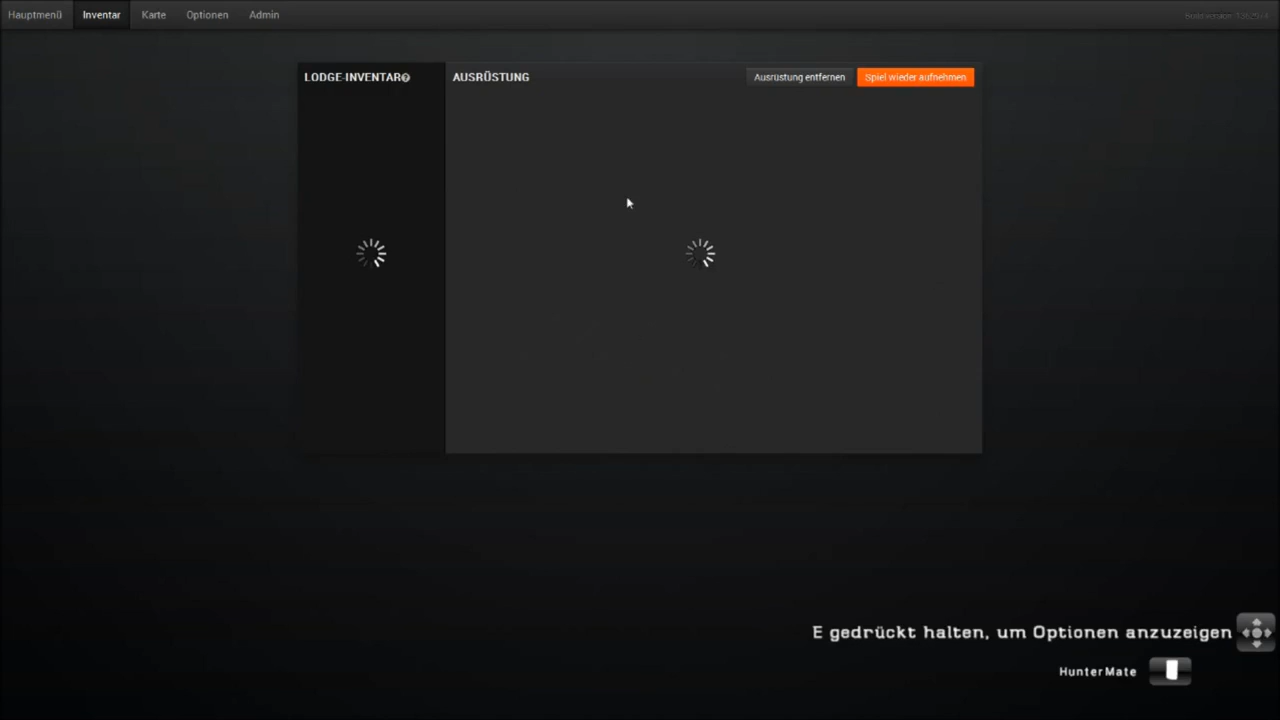 Hauptmenü Inventar Karte Optionen Admin
LODGE-INVENTAR AUSRÜSTUNG Ausrüstung entfernen Spiel wieder aufnehmen
E gedrückt halten, um Optionen anzuzeigen
HunterMate